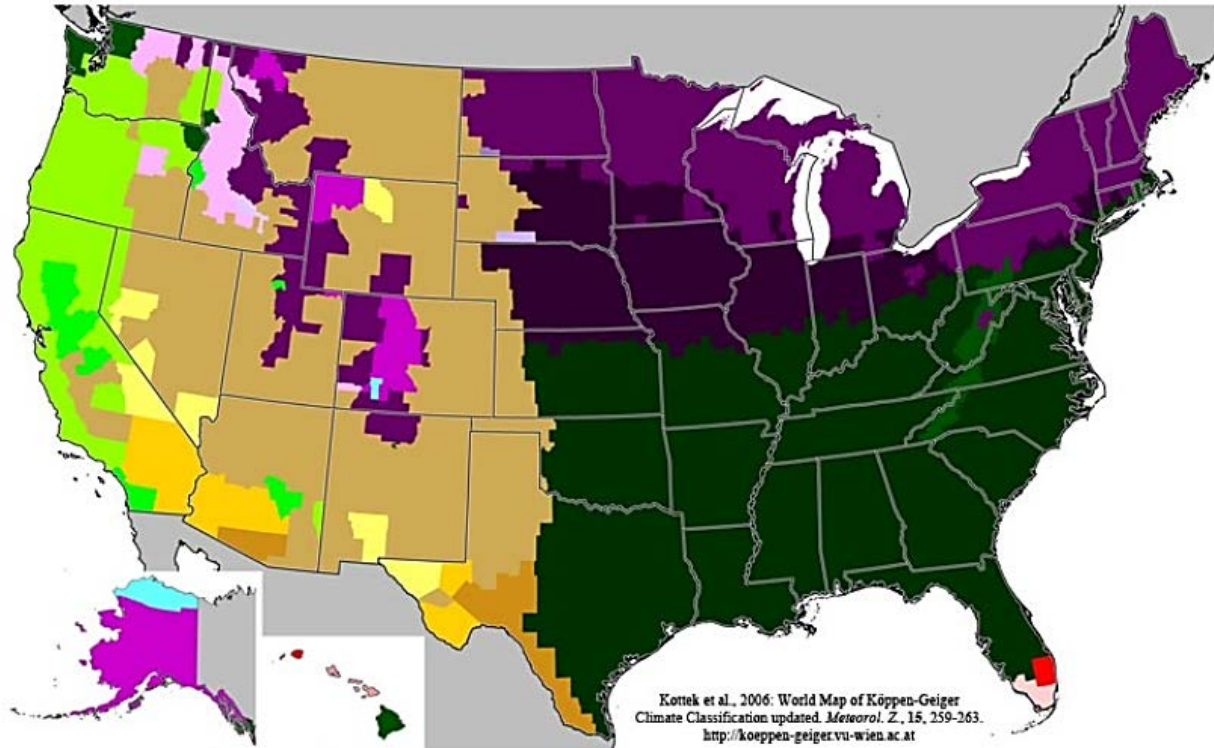 Kottek et al., 2006: World Map of Köppen-Geiger
Climate Classification updated. Meteorol. Z., 15, 259-263.
http://koeppen-geiger.vu-wien.ac.at